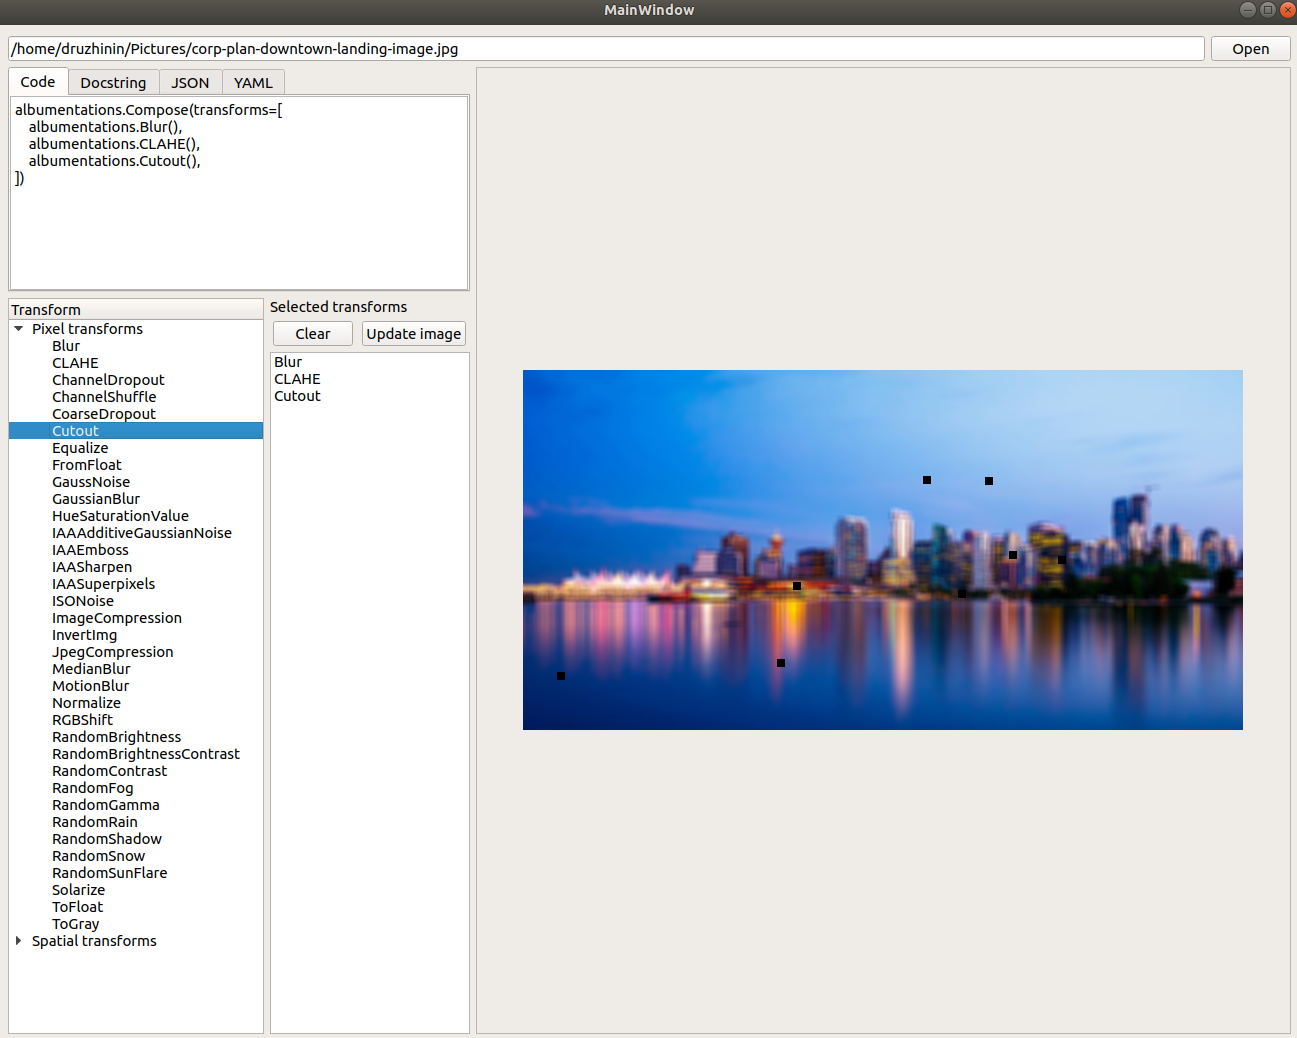 MainWindow
/home/druzhinin/Pictures/corp-plan-downtown-landing-image.jpg
Open
Code
Docstring
JSON
YAML
albumentations.Compose(transforms=[
    albumentations.Blur(),
    albumentations.CLAHE(),
    albumentations.Cutout(),
])
Transform
Pixel transforms
Blur
CLAHE
ChannelDropout
ChannelShuffle
CoarseDropout
Cutout
Equalize
FromFloat
GaussNoise
GaussianBlur
HueSaturationValue
IAAAdditiveGaussianNoise
IAAEmboss
IAASharpen
IAASuperpixels
ISONoise
ImageCompression
InvertImg
JpegCompression
MedianBlur
MotionBlur
Normalize
RGBShift
RandomBrightness
RandomBrightnessContrast
RandomContrast
RandomFog
RandomGamma
RandomRain
RandomShadow
RandomSnow
RandomSunFlare
Solarize
ToFloat
ToGray
Spatial transforms
Selected transforms
Clear
Update image
Blur
CLAHE
Cutout